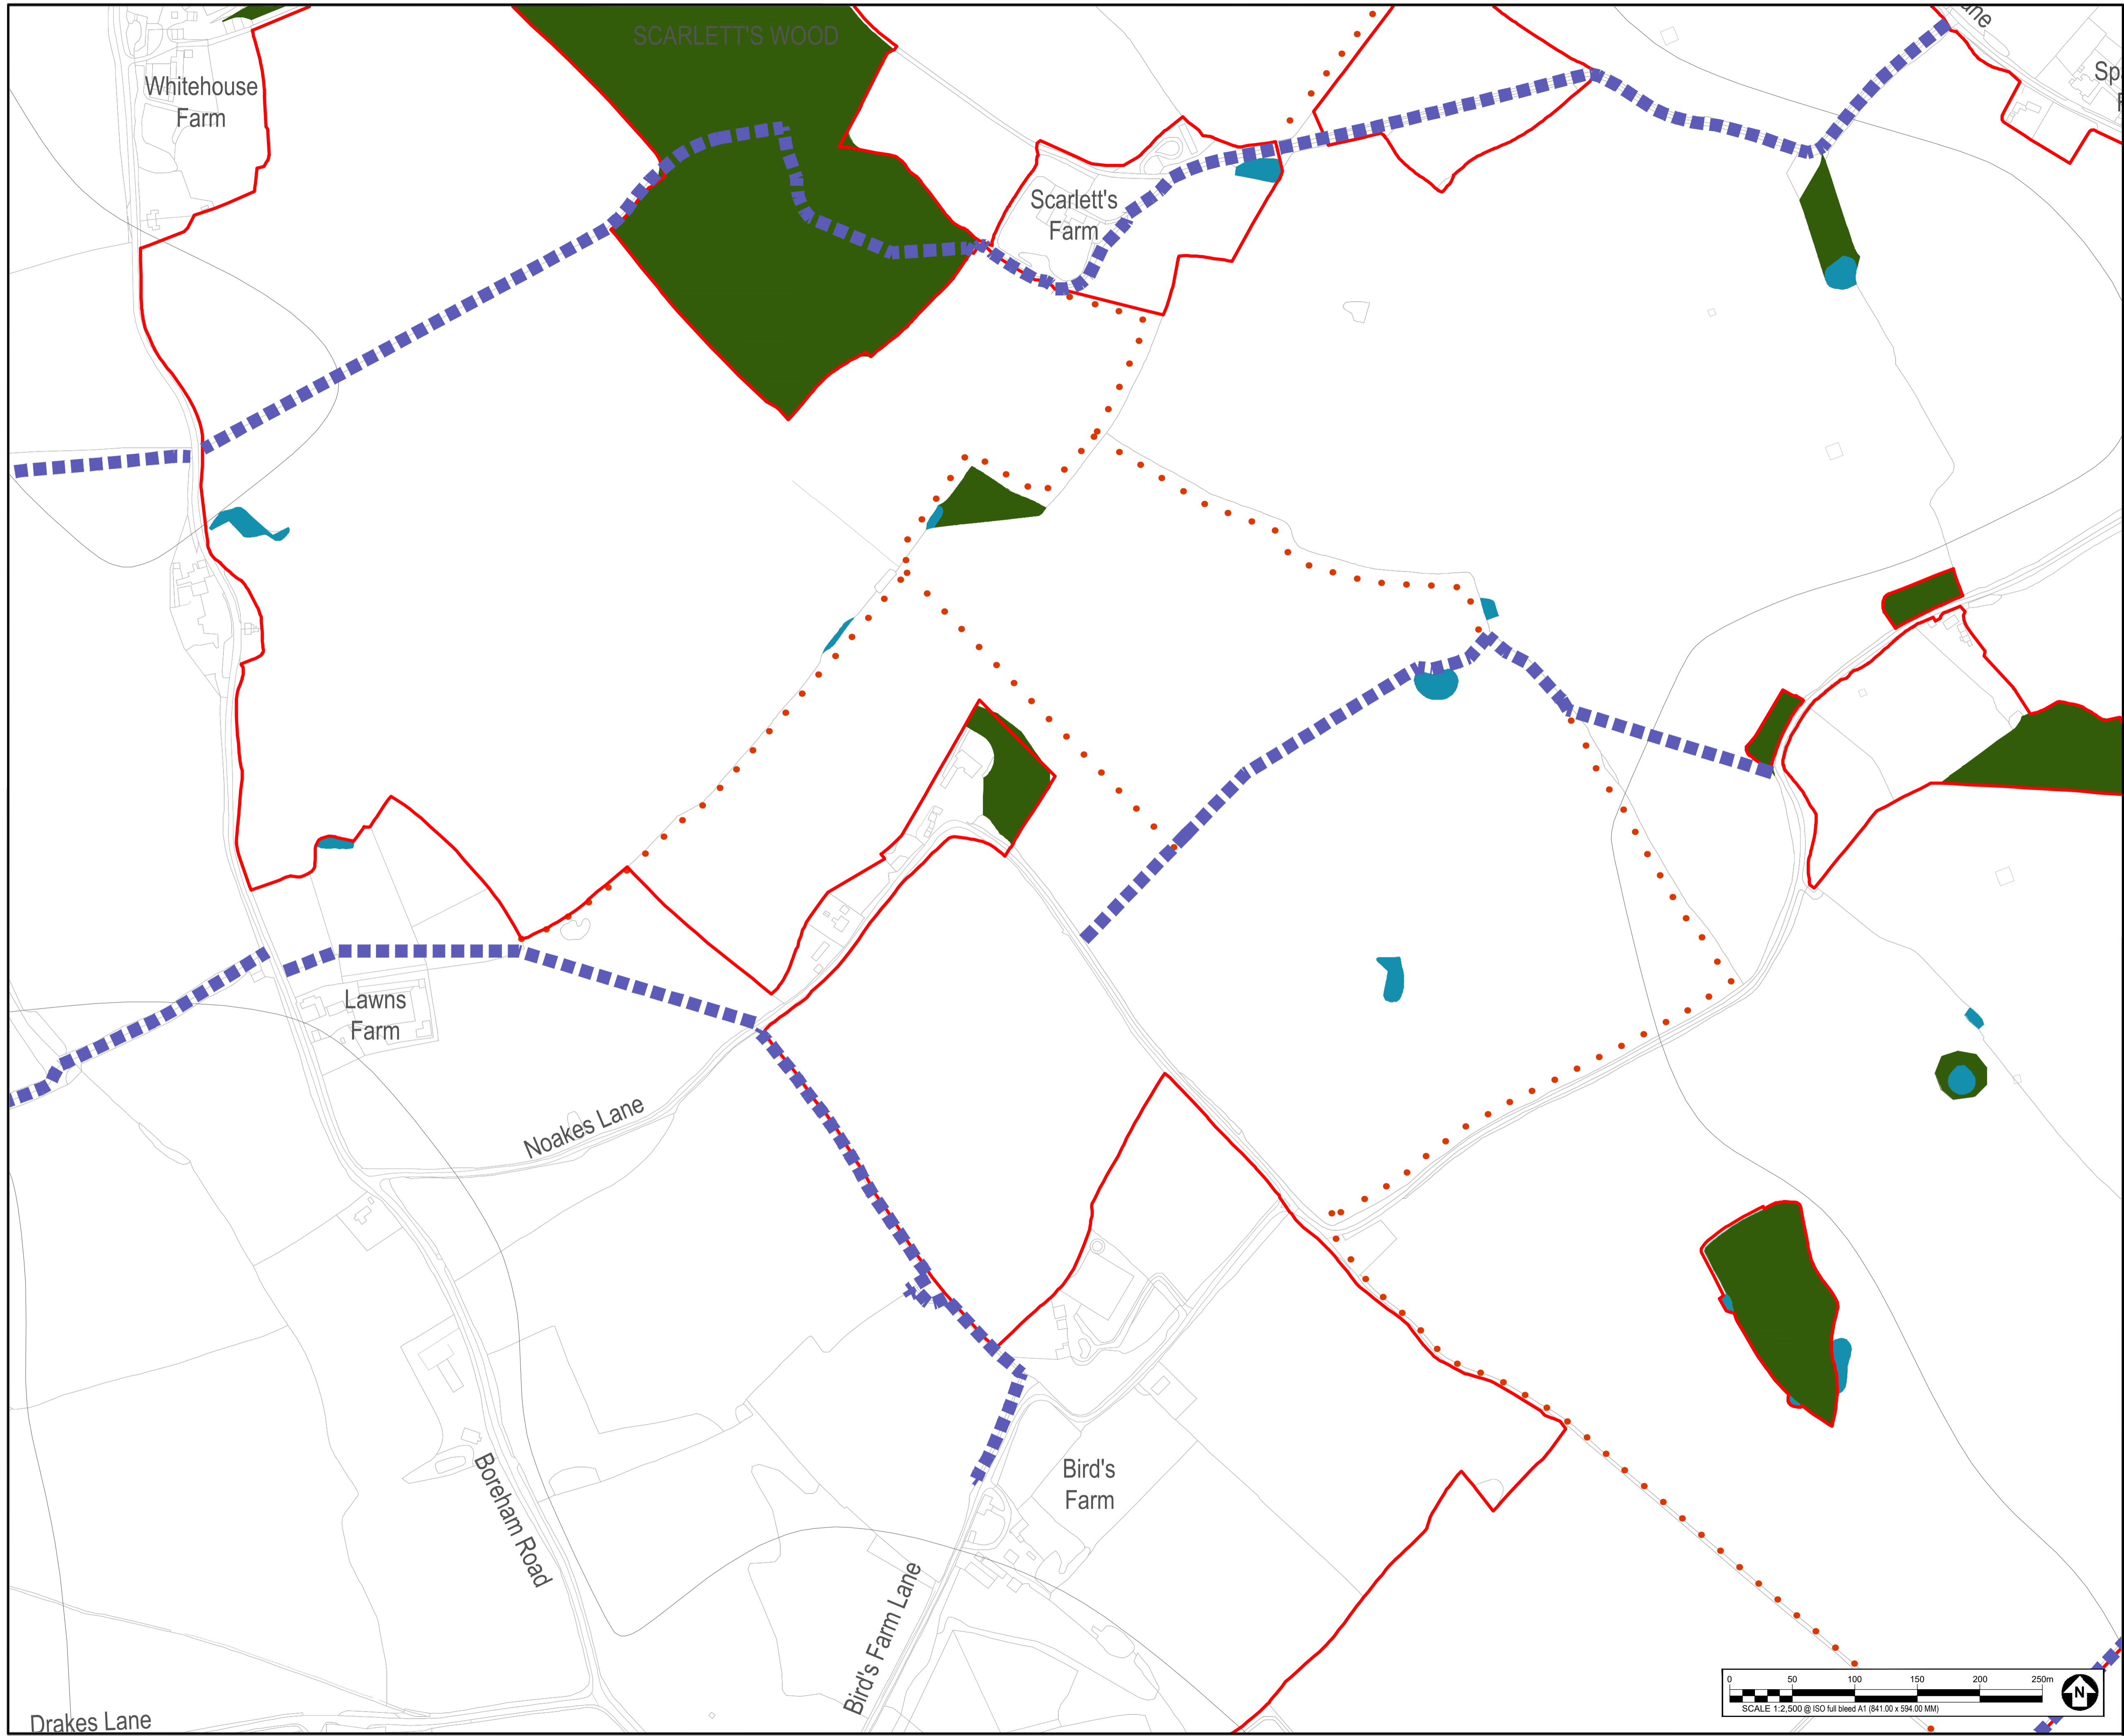 SCARLETT'S WOOD
Whitehouse
Farm
Scarlett's
Farm
Lawns
Farm
Noakes Lane
Boreham Road
Bird's
Farm
Bird's Farm Lane
Drakes Lane
0 50 100 150 200 250m
SCALE 1:2,500 @ ISO full bleed A1 (841.00 x 594.00 MM)
N